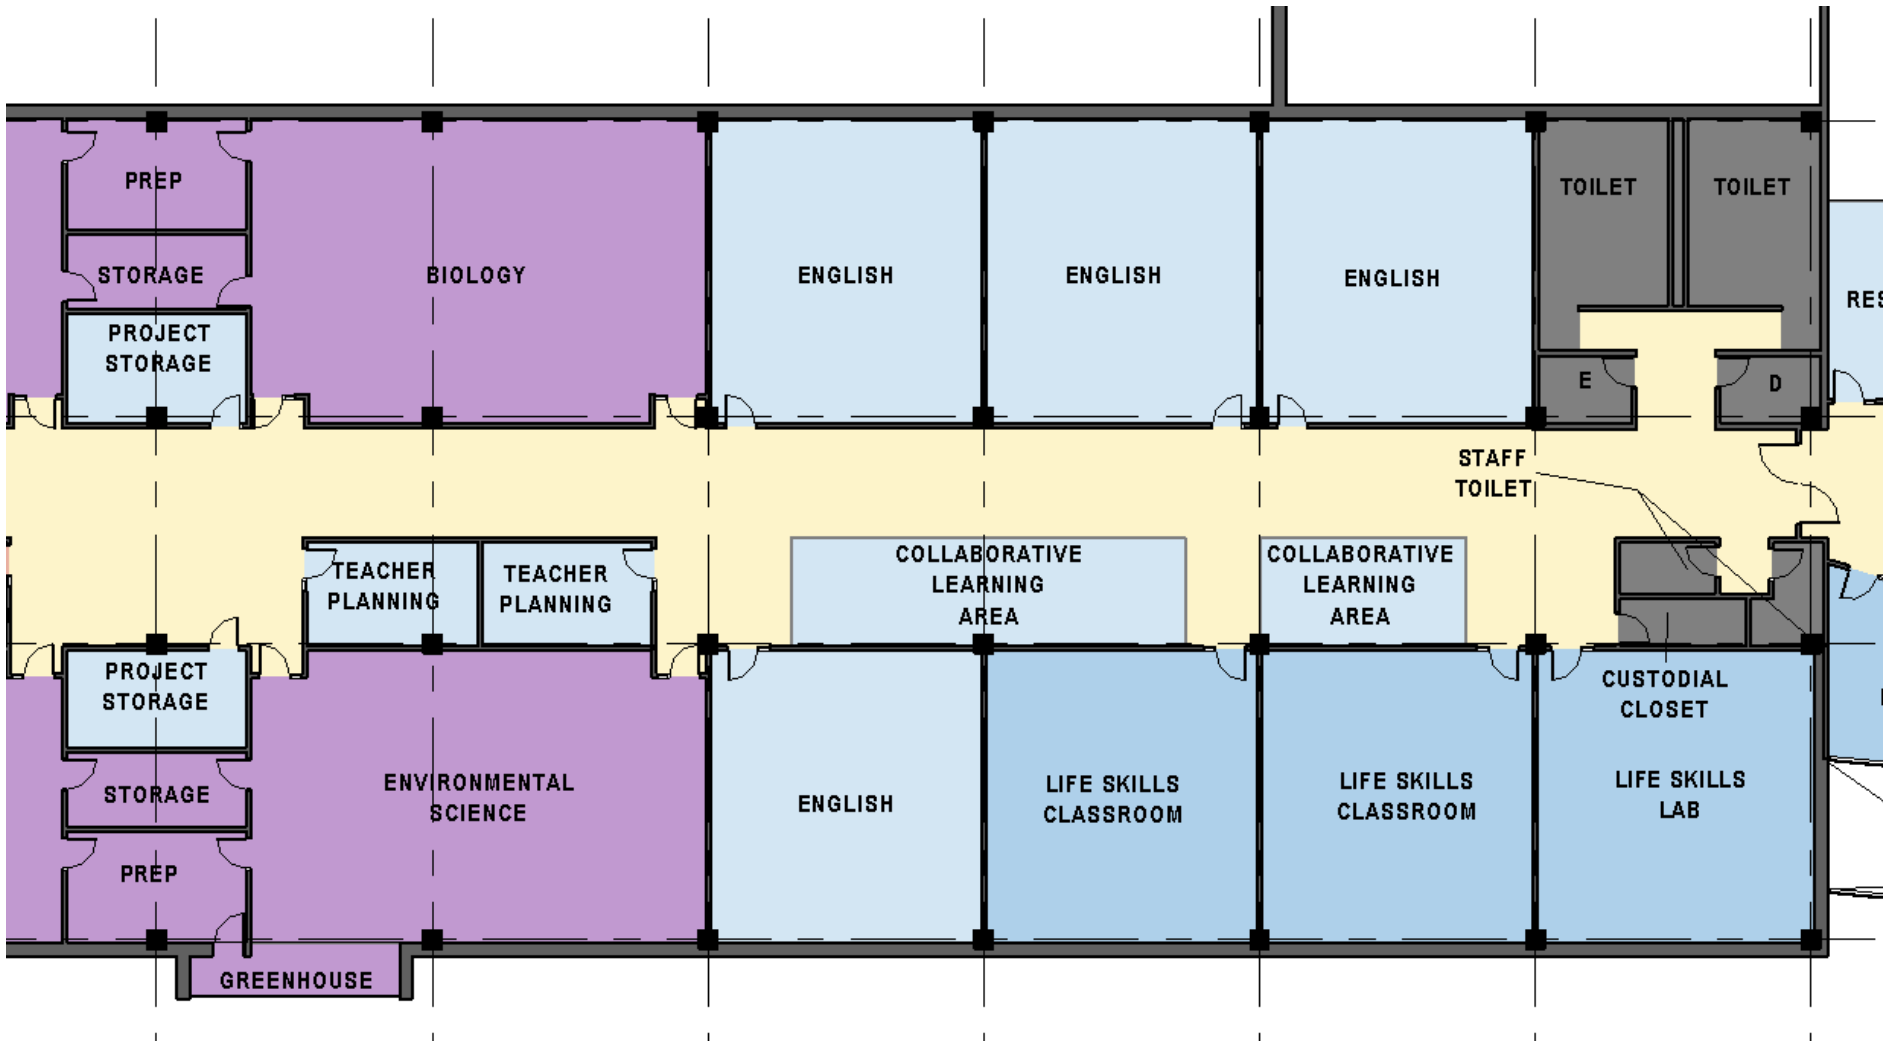 PREP
STORAGE
PROJECT
STORAGE
BIOLOGY
ENGLISH
ENGLISH
ENGLISH
TOILET
TOILET
RES
E
D
STAFF
TOILET
TEACHER
PLANNING
TEACHER
PLANNING
COLLABORATIVE
LEARNING
AREA
COLLABORATIVE
LEARNING
AREA
PROJECT
STORAGE
STORAGE
PREP
ENVIRONMENTAL
SCIENCE
ENGLISH
LIFE SKILLS
CLASSROOM
LIFE SKILLS
CLASSROOM
CUSTODIAL
CLOSET
LIFE SKILLS
LAB
GREENHOUSE